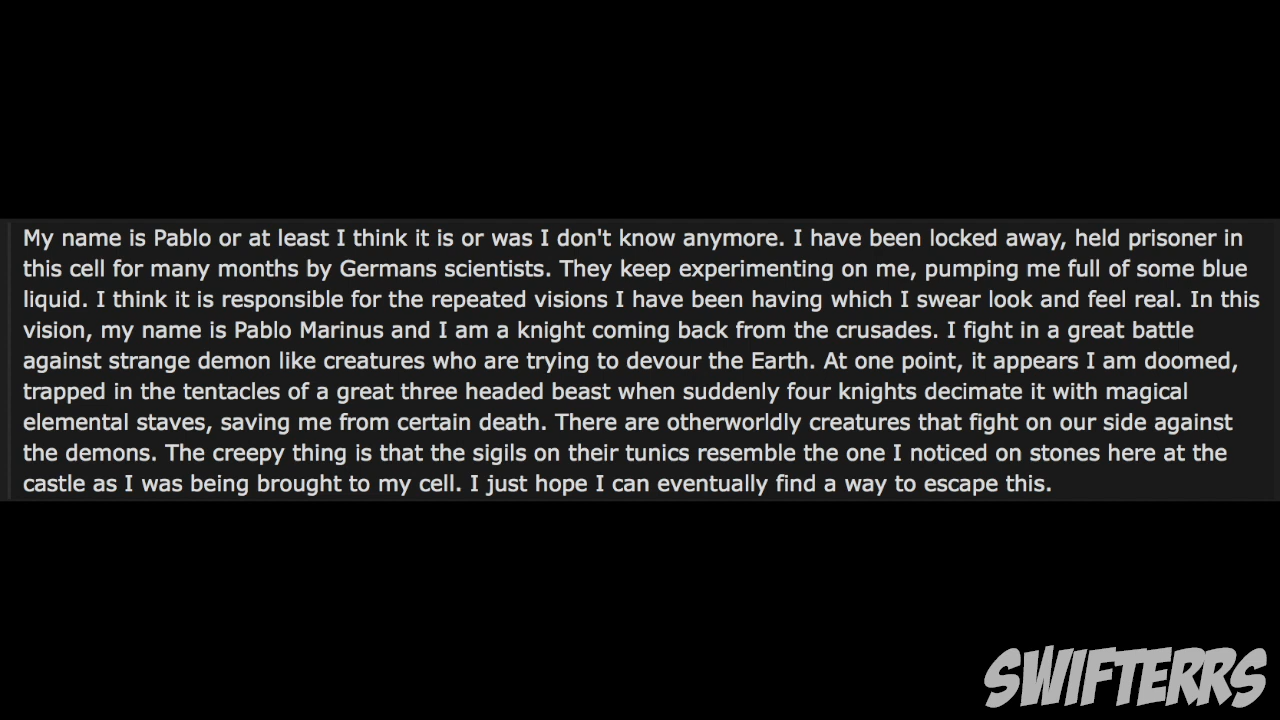 My name is Pablo or at least I think it is or was I don't know anymore. I have been locked away, held prisoner in
this cell for many months by Germans scientists. They keep experimenting on me, pumping me full of some blue
liquid. I think it is responsible for the repeated visions I have been having which I swear look and feel real. In this
vision, my name is Pablo Marinus and I am a knight coming back from the crusades. I fight in a great battle
against strange demon like creatures who are trying to devour the Earth. At one point, it appears I am doomed,
trapped in the tentacles of a great three headed beast when suddenly four knights decimate it with magical
elemental staves, saving me from certain death. There are otherworldly creatures that fight on our side against
the demons. The creepy thing is that the sigils on their tunics resemble the one I noticed on stones here at the
castle as I was being brought to my cell. I just hope I can eventually find a way to escape this.
SWIFTERRS